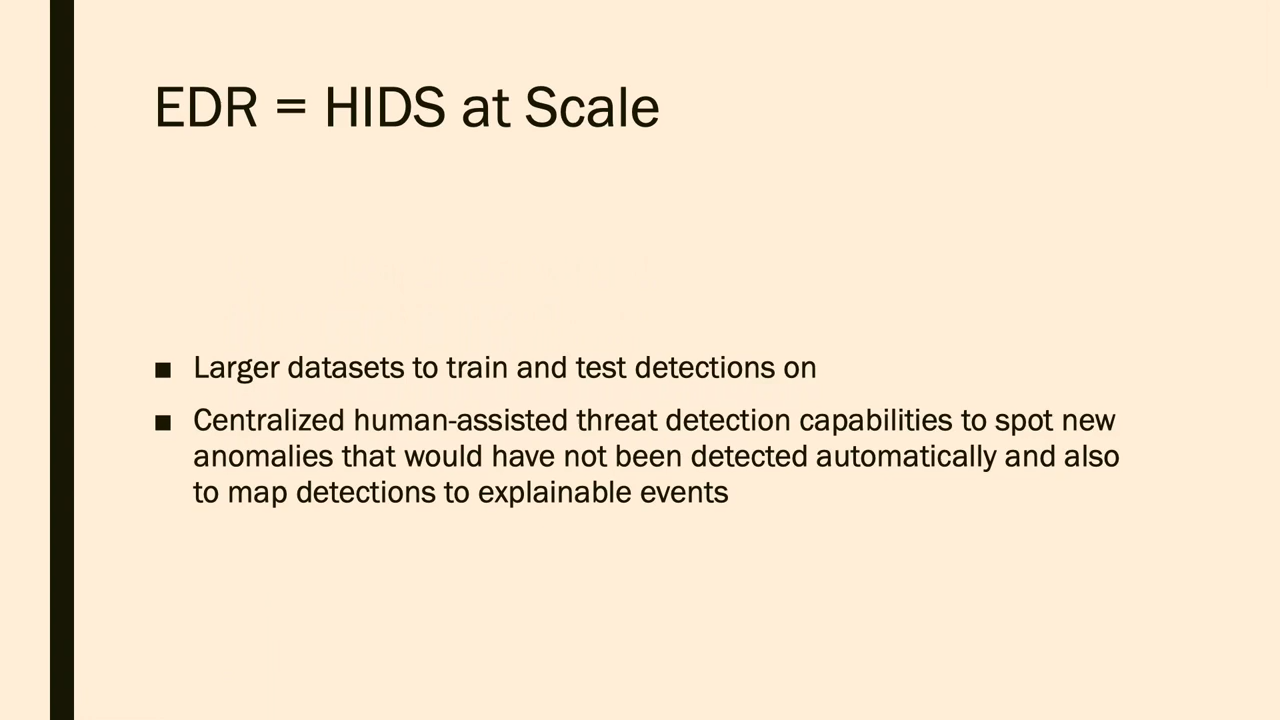 EDR = HIDS at Scale
■ Larger datasets to train and test detections on
■ Centralized human-assisted threat detection capabilities to spot new
anomalies that would have not been detected automatically and also
to map detections to explainable events